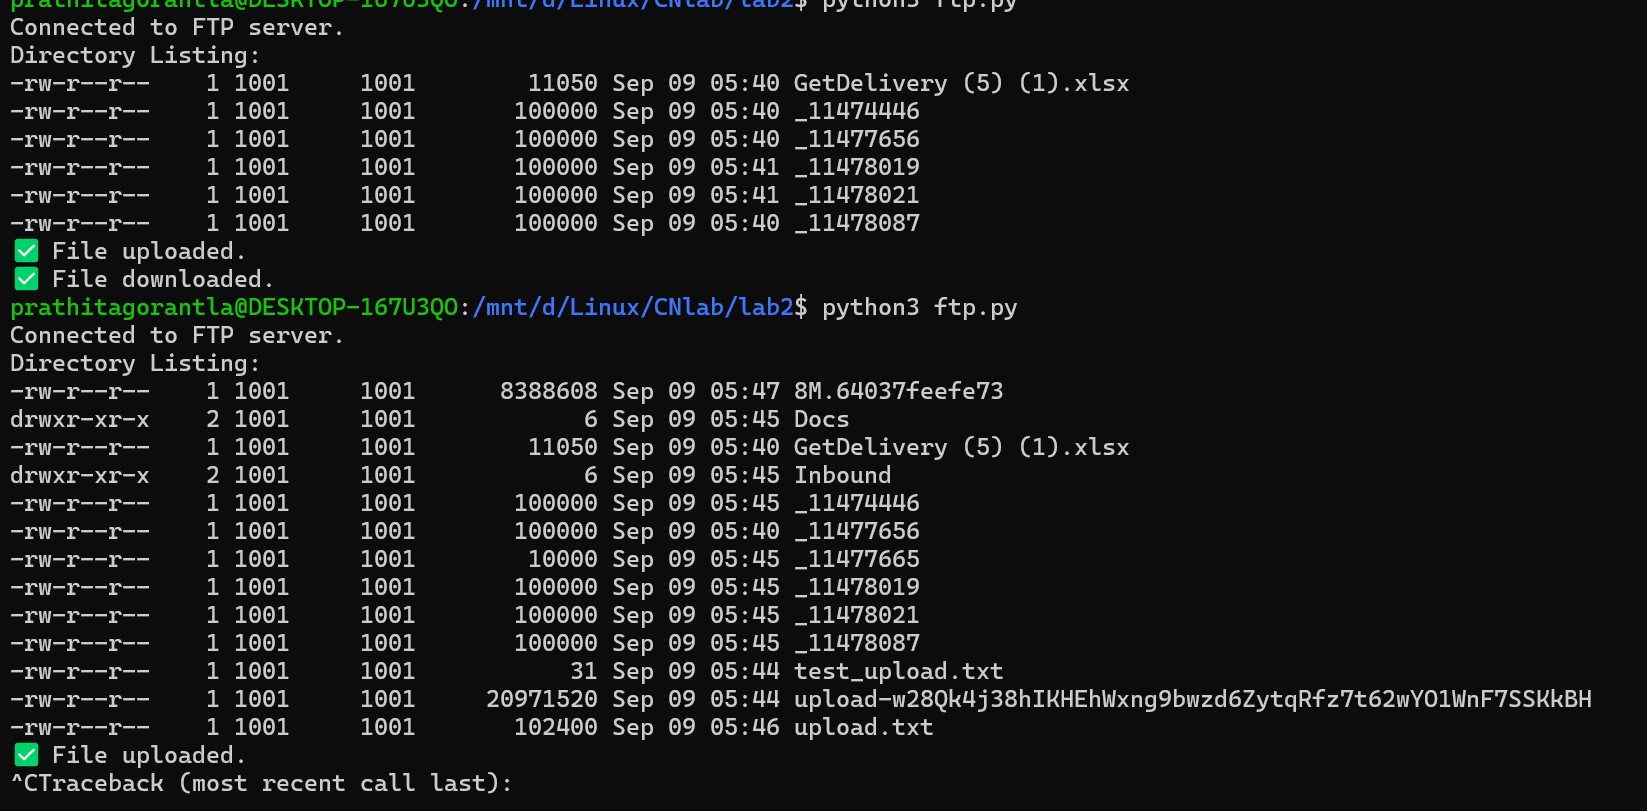 prathitagorantla@DESKTOP-167U3QO:/mnt/d/Linux/CNlab/lab2$ python3 ftp.py
Connected to FTP server.
Directory Listing:
-rw-r--r--    1 1001     1001        11050 Sep 09 05:40 GetDelivery (5) (1).xlsx
-rw-r--r--    1 1001     1001       100000 Sep 09 05:40 _11474446
-rw-r--r--    1 1001     1001       100000 Sep 09 05:40 _11477656
-rw-r--r--    1 1001     1001       100000 Sep 09 05:41 _11478019
-rw-r--r--    1 1001     1001       100000 Sep 09 05:41 _11478021
-rw-r--r--    1 1001     1001       100000 Sep 09 05:40 _11478087
✅ File uploaded.
✅ File downloaded.
prathitagorantla@DESKTOP-167U3QO:/mnt/d/Linux/CNlab/lab2$ python3 ftp.py
Connected to FTP server.
Directory Listing:
-rw-r--r--    1 1001     1001      8388608 Sep 09 05:47 8M.64037feefe73
drwxr-xr-x    2 1001     1001            6 Sep 09 05:45 Docs
-rw-r--r--    1 1001     1001        11050 Sep 09 05:40 GetDelivery (5) (1).xlsx
drwxr-xr-x    2 1001     1001            6 Sep 09 05:45 Inbound
-rw-r--r--    1 1001     1001       100000 Sep 09 05:45 _11474446
-rw-r--r--    1 1001     1001       100000 Sep 09 05:40 _11477656
-rw-r--r--    1 1001     1001        10000 Sep 09 05:45 _11477665
-rw-r--r--    1 1001     1001       100000 Sep 09 05:45 _11478019
-rw-r--r--    1 1001     1001       100000 Sep 09 05:45 _11478021
-rw-r--r--    1 1001     1001       100000 Sep 09 05:45 _11478087
-rw-r--r--    1 1001     1001           31 Sep 09 05:44 test_upload.txt
-rw-r--r--    1 1001     1001     20971520 Sep 09 05:44 upload-w28Qk4j38hIKHEhWxng9bwzd6ZytqRfz7t62wYO1WnF7SSKkBH
-rw-r--r--    1 1001     1001       102400 Sep 09 05:46 upload.txt
✅ File uploaded.
^CTraceback (most recent call last):